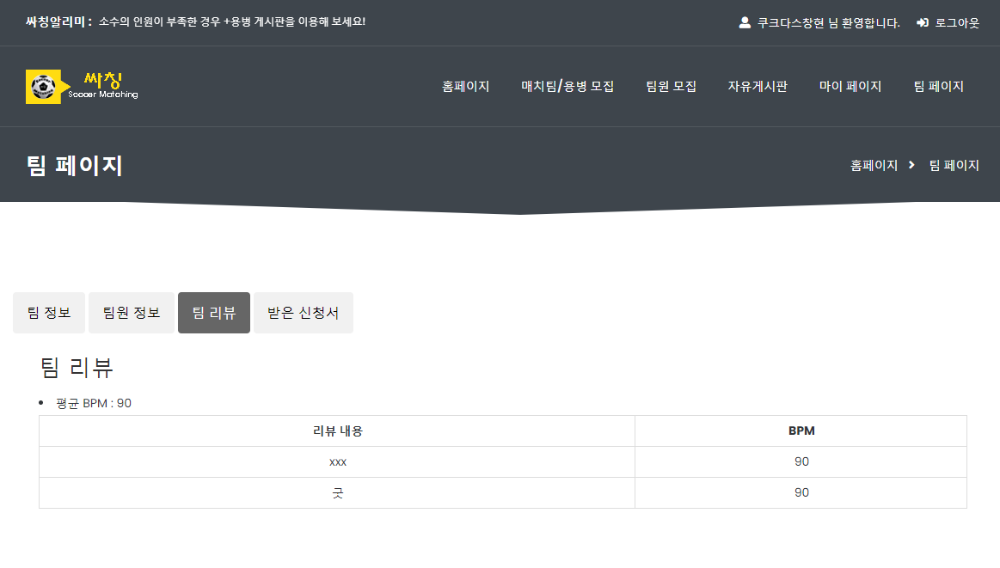 싸칭알리미 : 소수의 인원이 부족한 경우 +용병 게시판을 이용해 보세요!
쿠크다스창현 님 환영합니다. 로그아웃
싸칭
Soccer Matching
홈페이지 매치팀/용병 모집 팀원 모집 자유게시판 마이 페이지 팀 페이지
팀 페이지
홈페이지 > 팀 페이지
팀 정보 팀원 정보 팀 리뷰 받은 신청서
팀 리뷰
• 평균 BPM : 90
리뷰 내용 BPM
xxx 90
굿 90